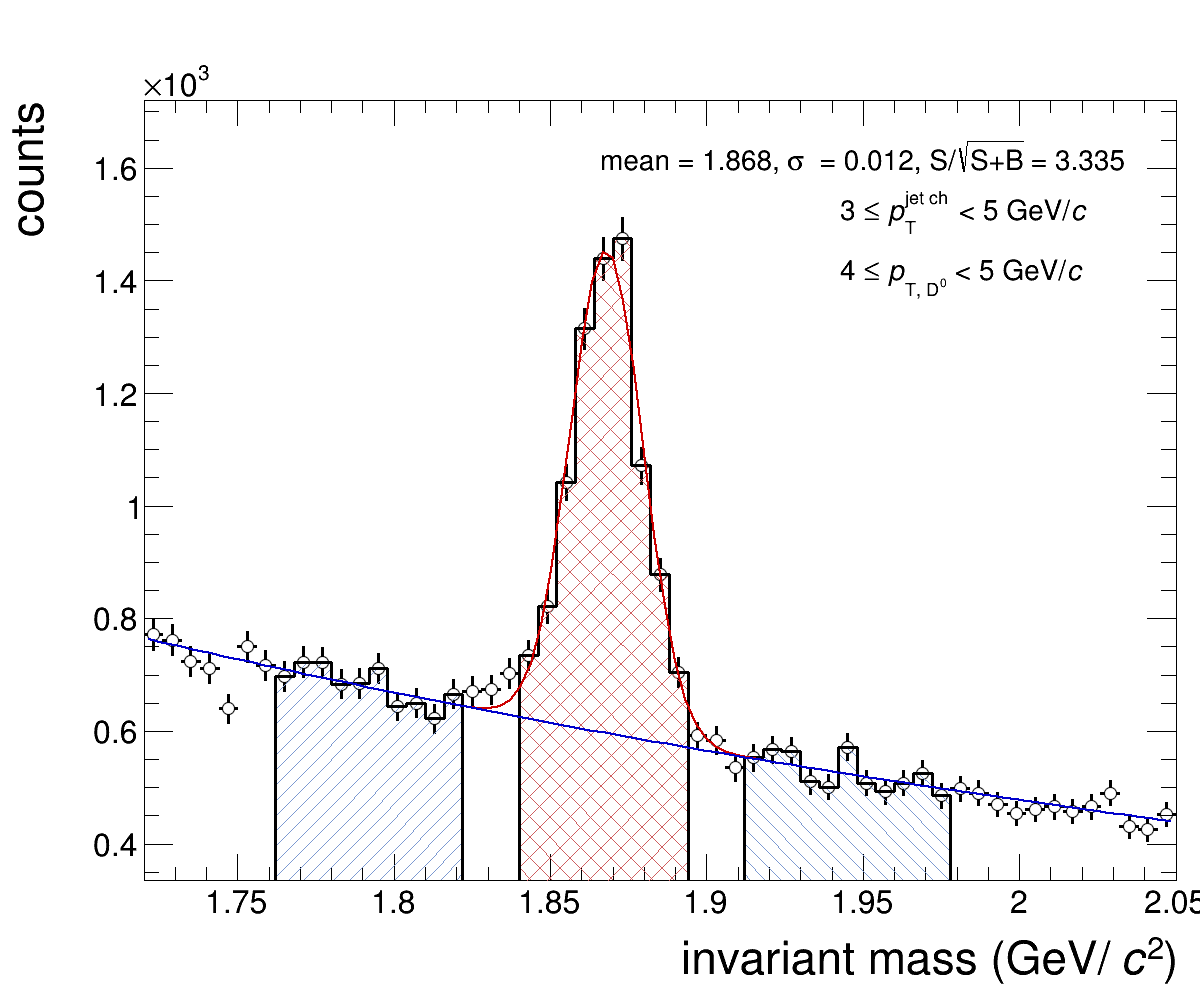 ×10³
counts
mean = 1.868, σ = 0.012, S/√S+B = 3.335
3 ≤ p_T^jet ch < 5 GeV/c
4 ≤ p_T, D⁰ < 5 GeV/c
1.6
1.4
1.2
1
0.8
0.6
0.4
1.75 1.8 1.85 1.9 1.95 2 2.05
invariant mass (GeV/ c²)